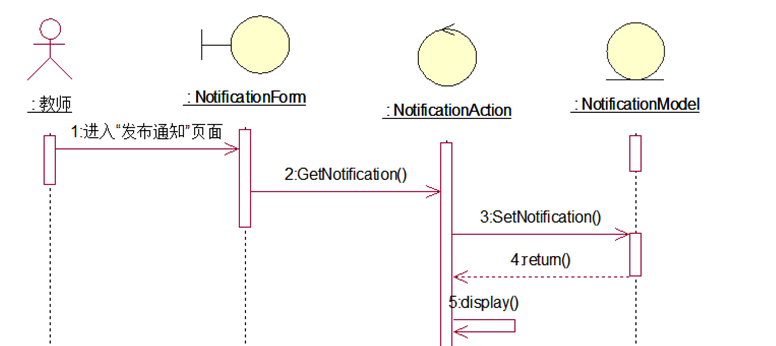 : 教师
: NotificationForm
: NotificationAction
: NotificationModel
1:进入“发布通知”页面
2:GetNotification()
3:SetNotification()
4:return()
5:display()